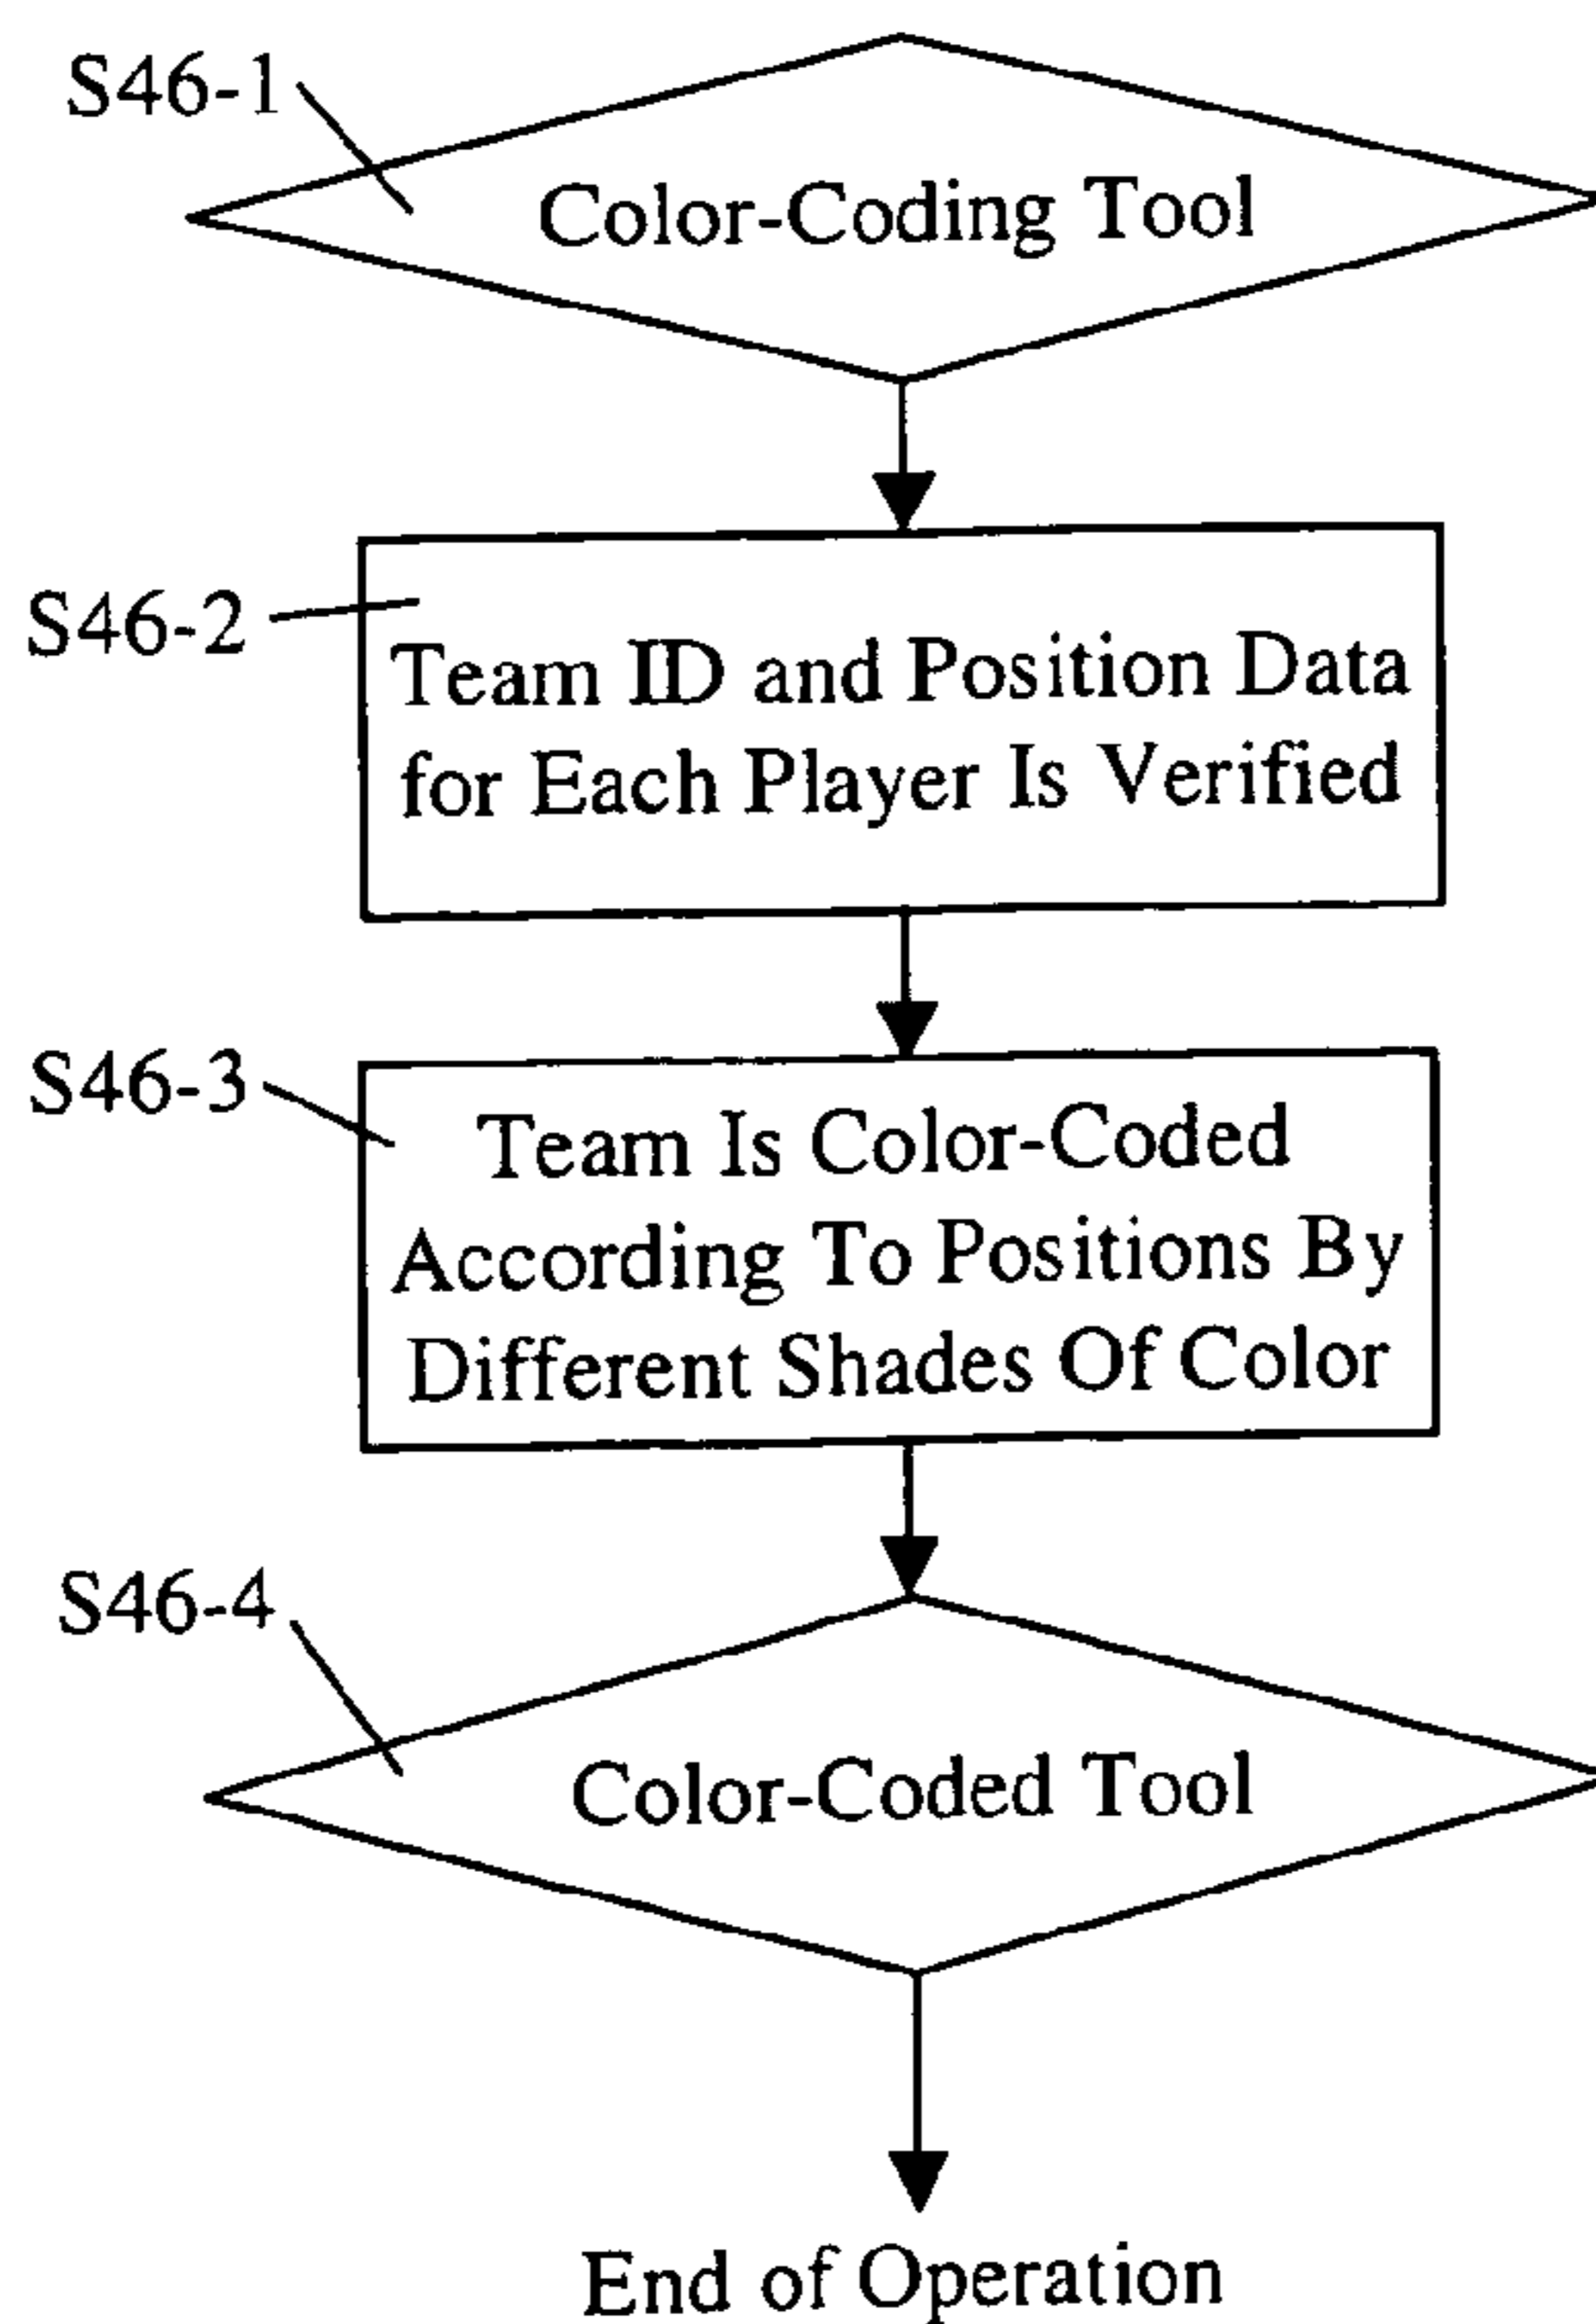 S46-1
Color-Coding Tool
S46-2
Team ID and Position Data
for Each Player Is Verified
S46-3
Team Is Color-Coded
According To Positions By
Different Shades Of Color
S46-4
Color-Coded Tool
End of Operation